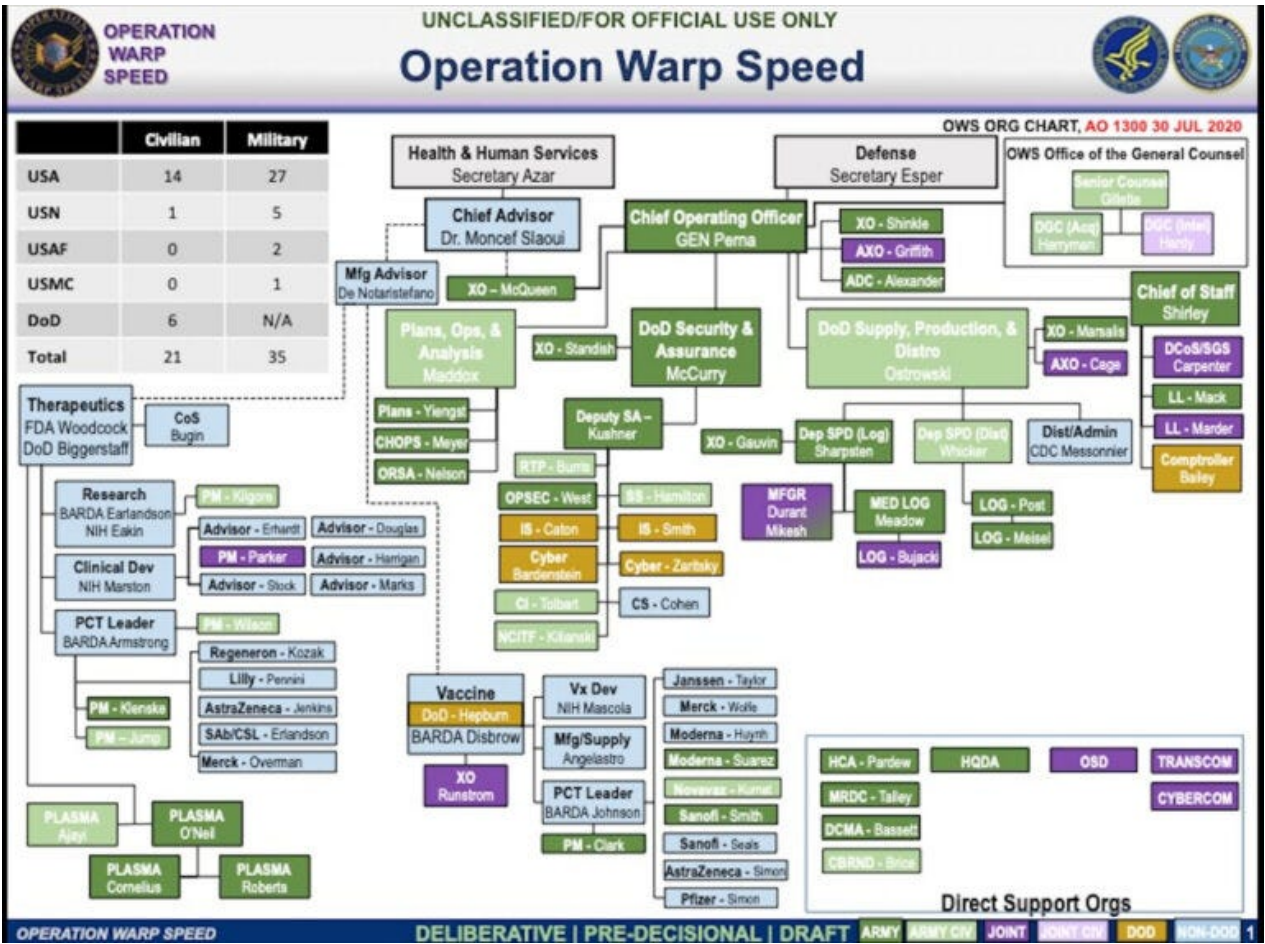 UNCLASSIFIED/FOR OFFICIAL USE ONLY
OPERATION
WARP
SPEED
Operation Warp Speed
OWS ORG CHART, AO 1300 30 JUL 2020
Civilian Military
USA 14 27
USN 1 5
USAF 0 2
USMC 0 1
DoD 6 N/A
Total 21 35
Health & Human Services
Secretary Azar
Defense
Secretary Esper
OWS Office of the General Counsel
Senior Counsel
Gillette
DGC (Acq)
Harryman
DGC (Intel)
Hardy
Chief Advisor
Dr. Moncef Slaoui
Chief Operating Officer
GEN Perna
XO - Shinkle
AXO - Griffith
ADC - Alexander
Mfg Advisor
De Notaristefano
XO – McQueen
Chief of Staff
Shirley
DCoS/SGS
Carpenter
LL - Mack
LL - Marder
Comptroller
Bailey
Plans, Ops, &
Analysis
Maddox
Plans - Yiengst
CHOPS - Meyer
ORSA - Nelson
XO - Standish
DoD Security &
Assurance
McCurry
Deputy SA –
Kushner
RTP - Burris
OPSEC - West
SS - Hamilton
IS - Caton
IS - Smith
Cyber
Bardenstein
Cyber - Zaritsky
CI - Tolbert
CS - Cohen
NCITF - Kilianski
DoD Supply, Production, &
Distro
Ostrowski
XO - Marsalis
AXO - Cage
XO - Gauvin
Dep SPD (Log)
Sharpsten
Dep SPD (Dist)
Whicker
Dist/Admin
CDC Messonnier
MFGR
Durant
Mikesh
MED LOG
Meadow
LOG - Bujacki
LOG - Post
LOG - Meisel
Therapeutics
FDA Woodcock
DoD Biggerstaff
CoS
Bugin
Research
BARDA Earlandson
NIH Eakin
PM - Kilgore
Clinical Dev
NIH Marston
Advisor - Erhardt
Advisor - Douglas
PM - Parker
Advisor - Harrigan
Advisor - Stock
Advisor - Marks
PCT Leader
BARDA Armstrong
PM - Wilson
Regeneron - Kozak
Lilly - Pennini
AstraZeneca - Jenkins
SAb/CSL - Erlandson
Merck - Overman
PM - Klenske
PM – Jump
PLASMA
Ajayi
PLASMA
O'Neil
PLASMA
Cornelius
PLASMA
Roberts
Vaccine
DoD - Hepburn
BARDA Disbrow
XO
Runstrom
Vx Dev
NIH Mascola
Mfg/Supply
Angelastro
PCT Leader
BARDA Johnson
PM - Clark
Janssen - Taylor
Merck - Wolfe
Moderna - Huynh
Moderna - Suarez
Novavax - Kumat
Sanofi - Smith
Sanofi - Seals
AstraZeneca - Simon
Pfizer - Simon
HCA - Pardew
HQDA
OSD
TRANSCOM
MRDC - Talley
CYBERCOM
DCMA - Bassett
CBRND - Brice
Direct Support Orgs
OPERATION WARP SPEED
DELIBERATIVE | PRE-DECISIONAL | DRAFT
ARMY ARMY CIV JOINT JOINT CIV DOD NON-DOD 1